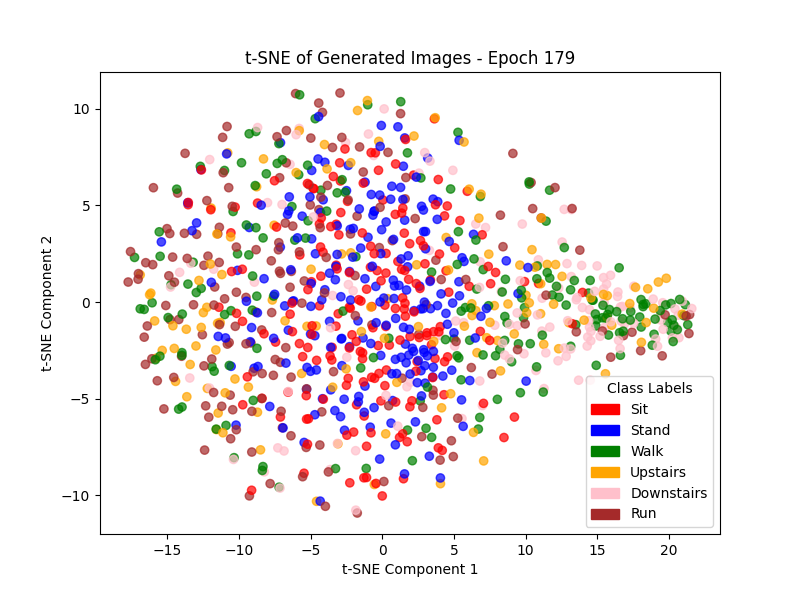 t-SNE of Generated Images - Epoch 179
10
5
0
−5
−10
t-SNE Component 2
−15
−10
−5
0
5
10
15
20
t-SNE Component 1
Class Labels
Sit
Stand
Walk
Upstairs
Downstairs
Run